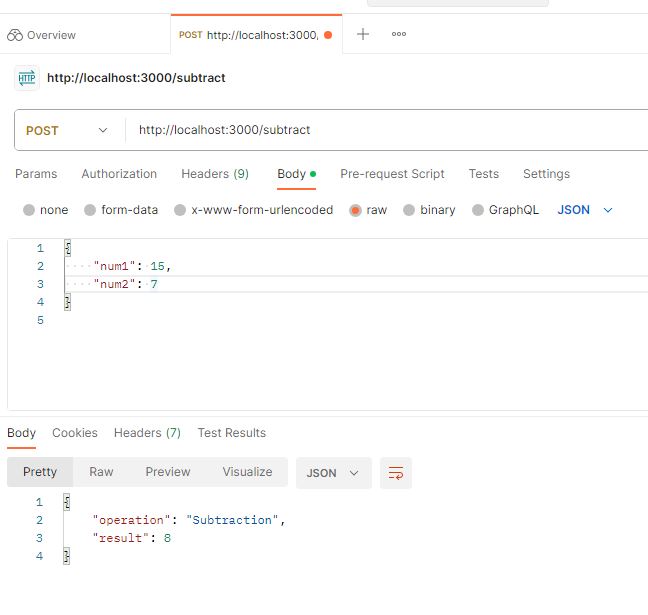 Overview POST http://localhost:3000,
HTTP http://localhost:3000/subtract
POST http://localhost:3000/subtract
Params Authorization Headers (9) Body Pre-request Script Tests Settings
none form-data x-www-form-urlencoded raw binary GraphQL JSON
1 {
2 "num1": 15,
3 "num2": 7
4 }
5
Body Cookies Headers (7) Test Results
Pretty Raw Preview Visualize JSON
1 {
2 "operation": "Subtraction",
3 "result": 8
4 }